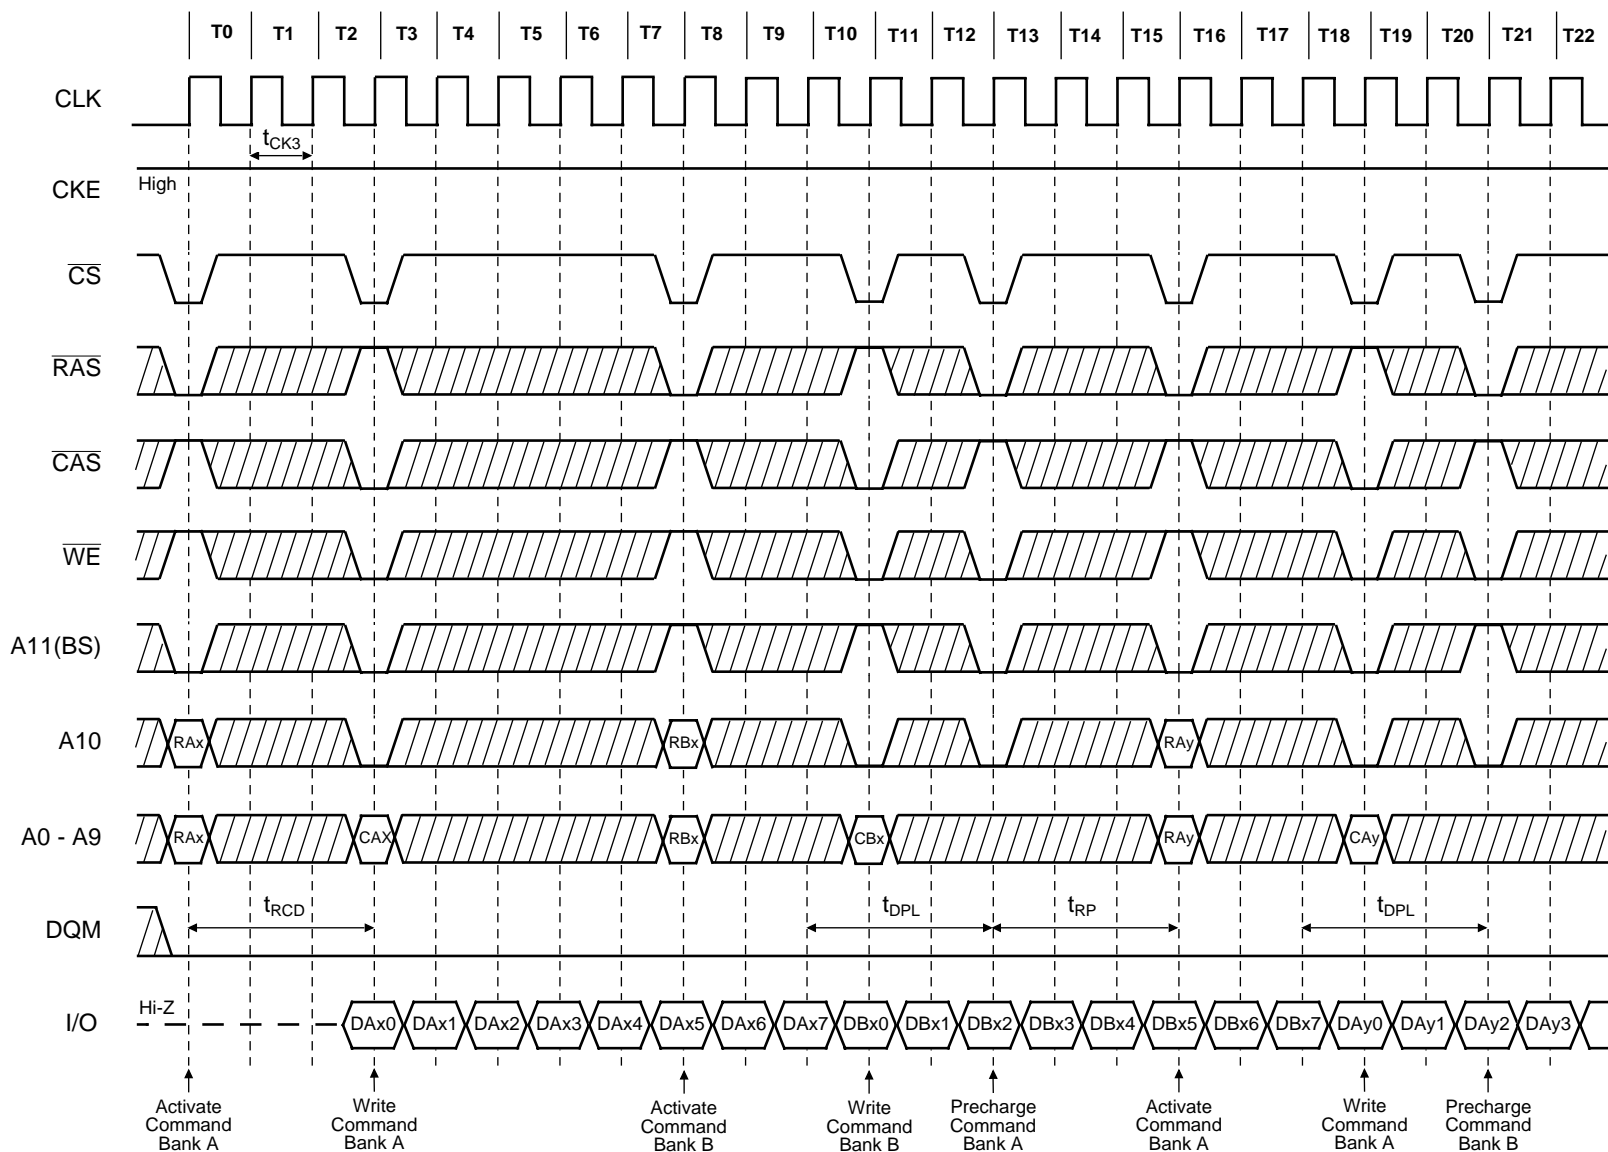 T0 T1 T2 T3 T4 T5 T6 T7 T8 T9 T10 T11 T12 T13 T14 T15 T16 T17 T18 T19 T20 T21 T22
CLK
tCK3
CKE
High
CS
RAS
CAS
WE
A11(BS)
A10
RAx RBx RAy
A0 - A9
RAx CAX RBx CBx RAy CAy
DQM
tRCD tDPL tRP tDPL
I/O
Hi-Z
DAx0 DAx1 DAx2 DAx3 DAx4 DAx5 DAx6 DAx7 DBx0 DBx1 DBx2 DBx3 DBx4 DBx5 DBx6 DBx7 DAy0 DAy1 DAy2 DAy3
Activate
Command
Bank A
Write
Command
Bank A
Activate
Command
Bank B
Write
Command
Bank B
Precharge
Command
Bank A
Activate
Command
Bank A
Write
Command
Bank A
Precharge
Command
Bank B